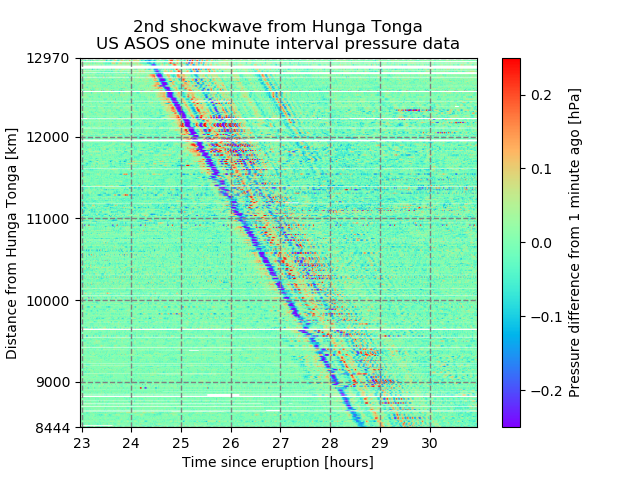 2nd shockwave from Hunga Tonga
US ASOS one minute interval pressure data
12970
12000
11000
10000
9000
8444
Distance from Hunga Tonga [km]
23 24 25 26 27 28 29 30
Time since eruption [hours]
0.2
0.1
0.0
−0.1
−0.2
Pressure difference from 1 minute ago [hPa]